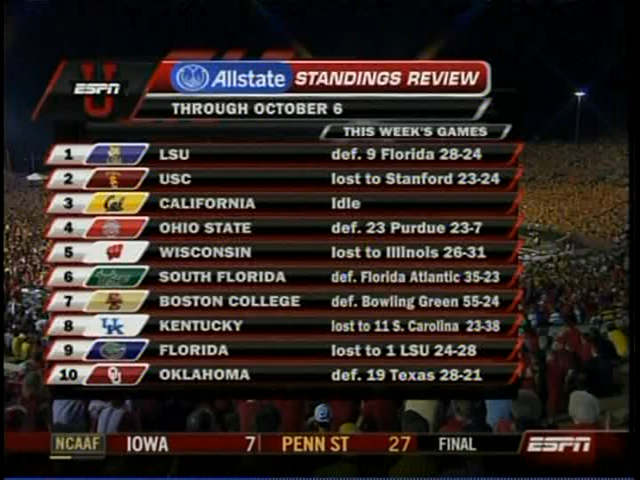 ESPN U Allstate STANDINGS REVIEW
THROUGH OCTOBER 6
THIS WEEK'S GAMES
1 LSU def. 9 Florida 28-24
2 USC lost to Stanford 23-24
3 Cal CALIFORNIA Idle
4 OHIO STATE def. 23 Purdue 23-7
5 W WISCONSIN lost to Illinois 26-31
6 SOUTH FLORIDA def. Florida Atlantic 35-23
7 BOSTON COLLEGE def. Bowling Green 55-24
8 UK KENTUCKY lost to 11 S. Carolina 23-38
9 FLORIDA lost to 1 LSU 24-28
10 OU OKLAHOMA def. 19 Texas 28-21
NCAAF IOWA 7 PENN ST 27 FINAL ESPN